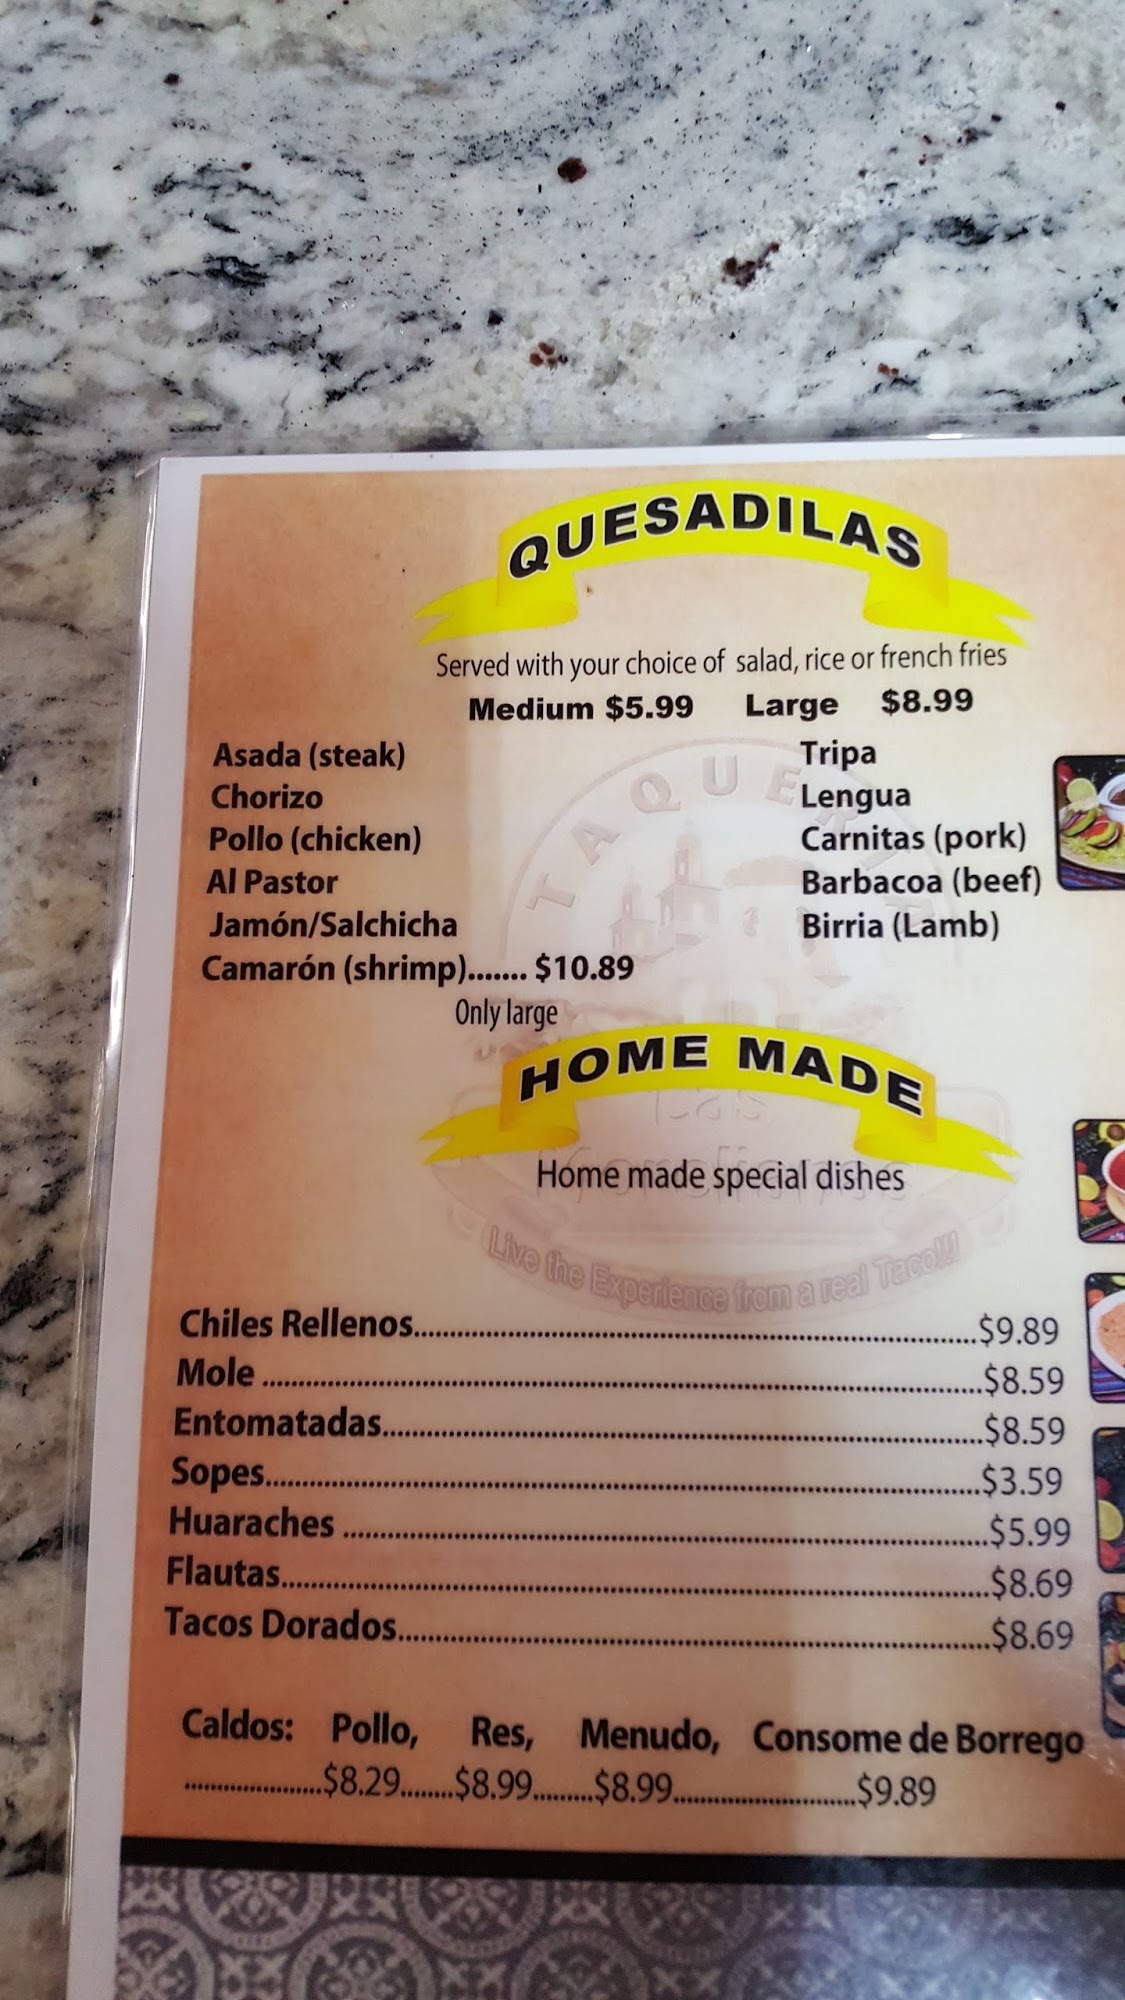 QUESADILAS
Served with your choice of salad, rice or french fries
Medium $5.99 Large $8.99
Asada (steak)
Chorizo
Pollo (chicken)
Al Pastor
Jamón/Salchicha
Camarón (shrimp)....... $10.89
Only large
Tripa
Lengua
Carnitas (pork)
Barbacoa (beef)
Birria (Lamb)
TAQUERIA
HOME MADE
Las
Home made special dishes
Live the Experience from a real Taco!!!
Chiles Rellenos..........$9.89
Mole ..........$8.59
Entomatadas..........$8.59
Sopes..........$3.59
Huaraches ..........$5.99
Flautas..........$8.69
Tacos Dorados..........$8.69
Caldos: Pollo, Res, Menudo, Consome de Borrego
..........$8.29........$8.99.........$8.99..........$9.89